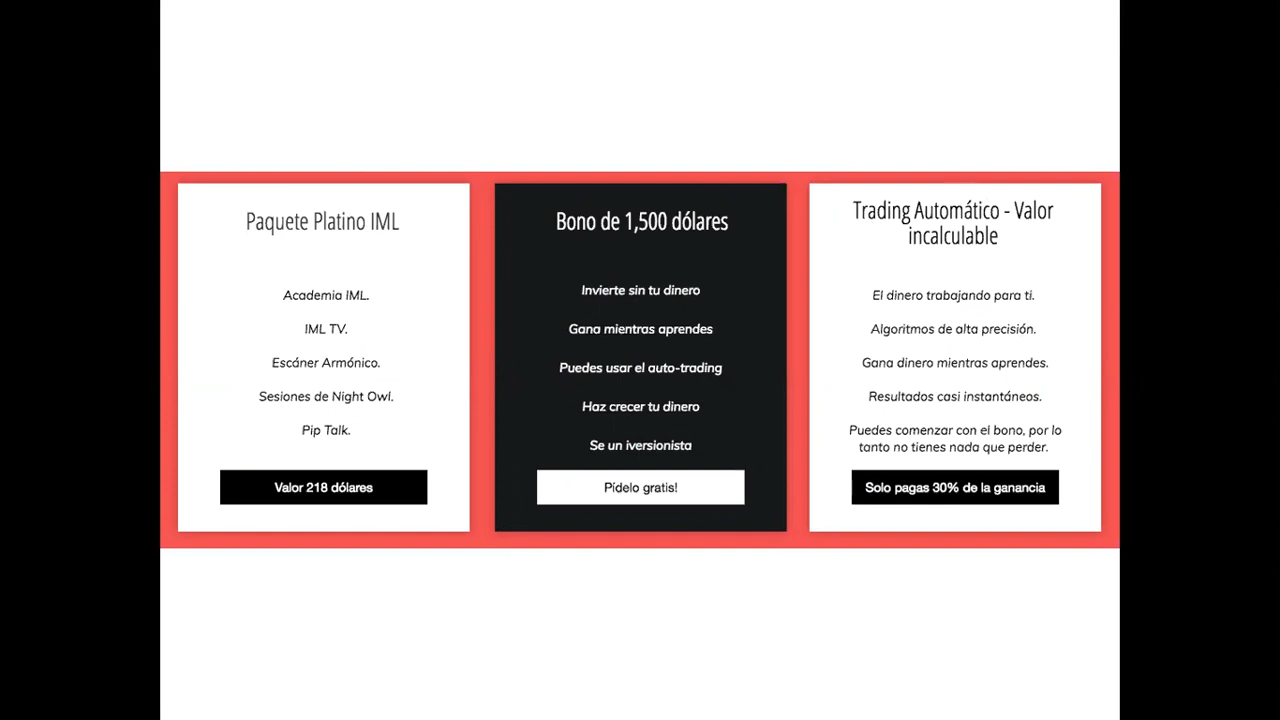 Paquete Platino IML
Academia IML.
IML TV.
Escáner Armónico.
Sesiones de Night Owl.
Pip Talk.
Valor 218 dólares
Bono de 1,500 dólares
Invierte sin tu dinero
Gana mientras aprendes
Puedes usar el auto-trading
Haz crecer tu dinero
Se un iversionista
Pídelo gratis!
Trading Automático - Valor
incalculable
El dinero trabajando para ti.
Algoritmos de alta precisión.
Gana dinero mientras aprendes.
Resultados casi instantáneos.
Puedes comenzar con el bono, por lo
tanto no tienes nada que perder.
Solo pagas 30% de la ganancia